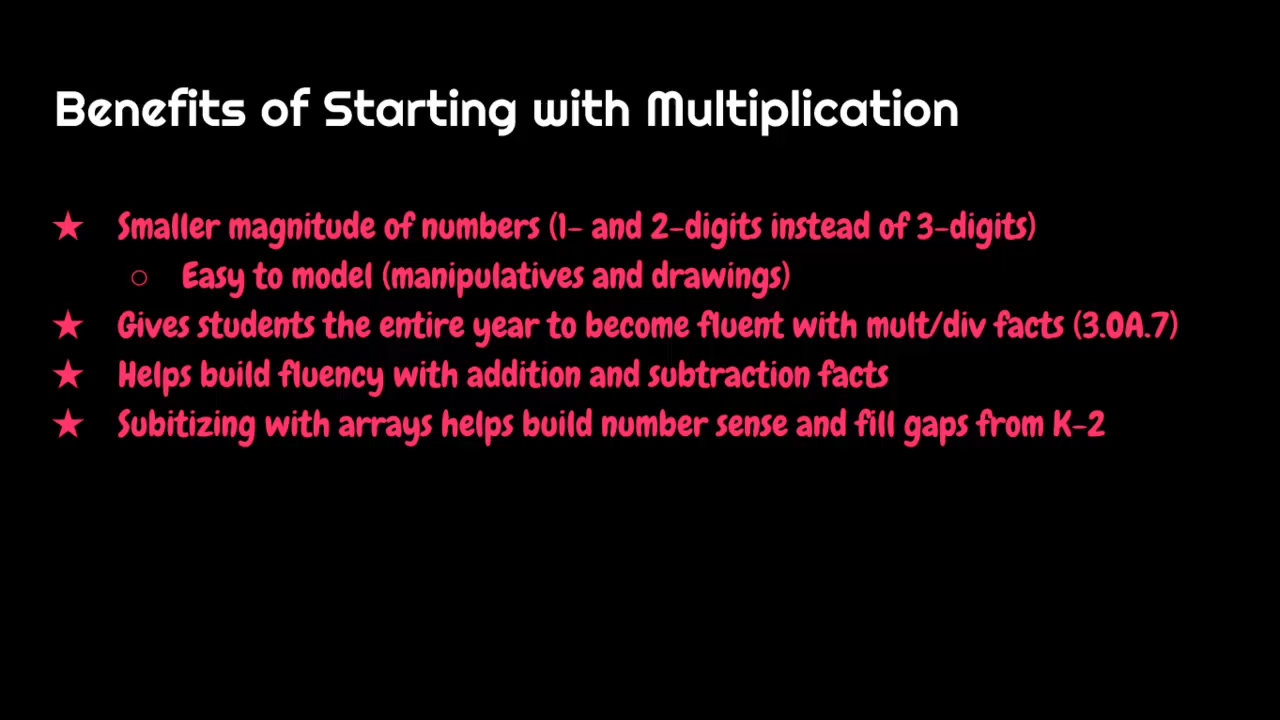 Benefits of Starting with Multiplication
★ Smaller magnitude of numbers (1- and 2-digits instead of 3-digits)
○ Easy to model (manipulatives and drawings)
★ Gives students the entire year to become fluent with mult/div facts (3.OA.7)
★ Helps build fluency with addition and subtraction facts
★ Subitizing with arrays helps build number sense and fill gaps from K-2